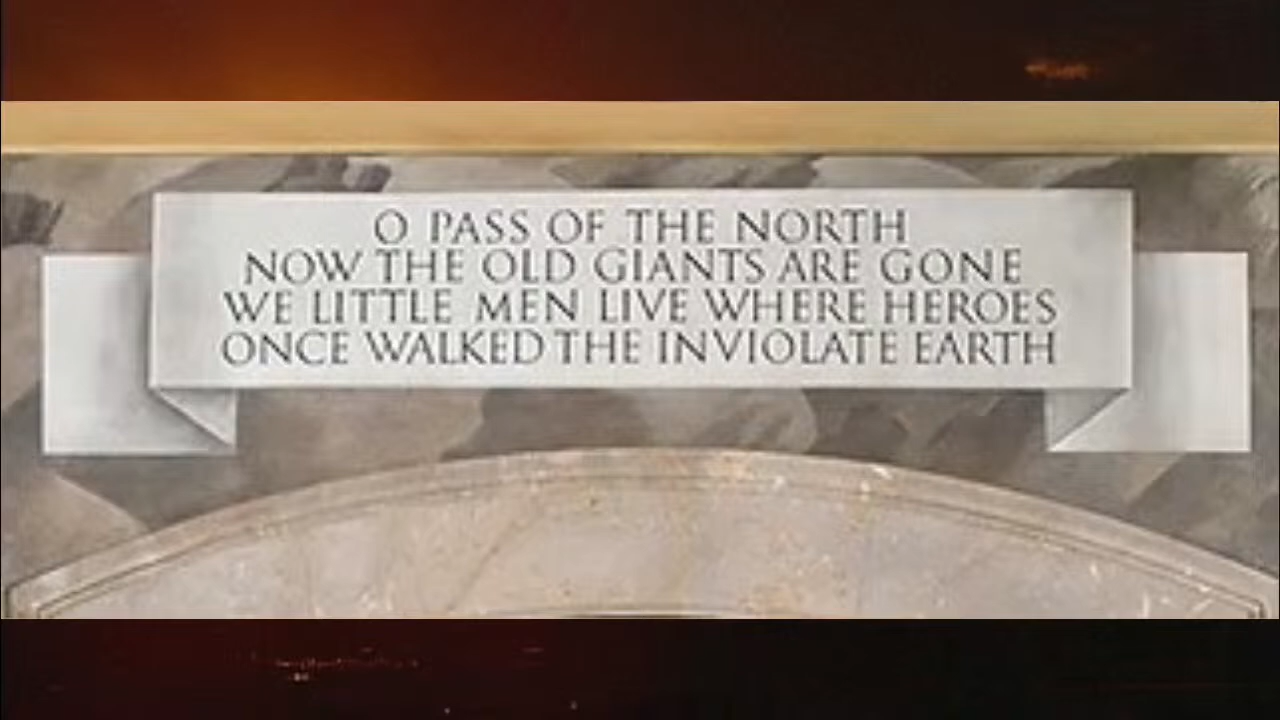 O PASS OF THE NORTH
NOW THE OLD GIANTS ARE GONE
WE LITTLE MEN LIVE WHERE HEROES
ONCE WALKED THE INVIOLATE EARTH